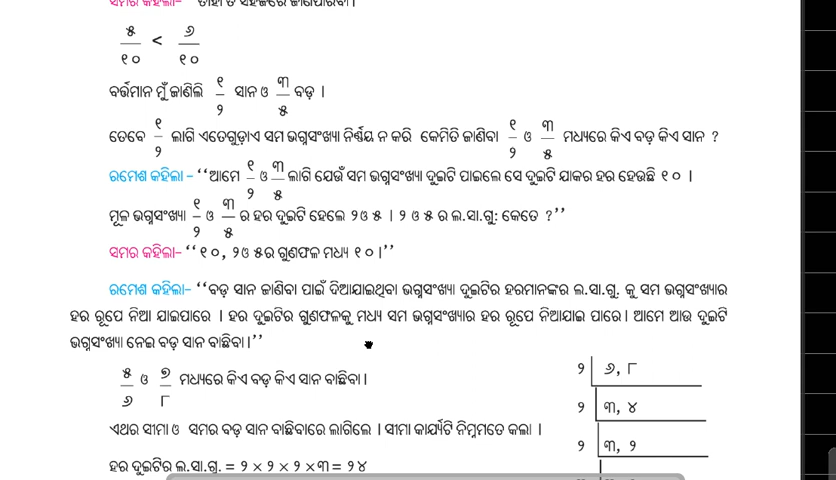 ସମର କହିଲା- ‘‘ତାହା ତ ସହଜରେ ଜାଣିପାରିବା।
୫/୧୦ < ୬/୧୦
ବର୍ତ୍ତମାନ ମୁଁ ଜାଣିଲି ୧/୨ ସାନ ଓ ୩/୫ ବଡ଼ ।
ତେବେ ୧/୨ ଲାଗି ଏତେଗୁଡ଼ାଏ ସମ ଭଗ୍ନସଂଖ୍ୟା ନିର୍ଣ୍ଣୟ ନ କରି କେମିତି ଜାଣିବା ୧/୨ ଓ ୩/୫ ମଧ୍ୟରେ କିଏ ବଡ଼ କିଏ ସାନ ?
ରମେଶ କହିଲା – ‘‘ଆମେ ୧/୨ ଓ ୩/୫ ଲାଗି ଯେଉଁ ସମ ଭଗ୍ନସଂଖ୍ୟା ଦୁଇଟି ପାଇଲେ ସେ ଦୁଇଟି ଯାକର ହର ହେଉଛି ୧୦ ।
ମୂଳ ଭଗ୍ନସଂଖ୍ୟା ୧/୨ ଓ ୩/୫ ର ହର ଦୁଇଟି ହେଲେ ୨ଓ ୫ । ୨ ଓ ୫ ର ଲ.ସା.ଗୁ: କେତେ ?’’
ସମର କହିଲା- ‘‘୧୦, ୨ଓ ୫ର ଗୁଣଫଳ ମଧ୍ୟ ୧୦।’’
ରମେଶ କହିଲା- ‘‘ବଡ଼ ସାନ ଜାଣିବା ପାଇଁ ଦିଆଯାଇଥିବା ଭଗ୍ନସଂଖ୍ୟା ଦୁଇଟିର ହରମାନଙ୍କର ଲ.ସା.ଗୁ. କୁ ସମ ଭଗ୍ନସଂଖ୍ୟାର
ହର ରୂପେ ନିଆ ଯାଇପାରେ । ହର ଦୁଇଟିର ଗୁଣଫଳକୁ ମଧ୍ୟ ସମ ଭଗ୍ନସଂଖ୍ୟାର ହର ରୂପେ ନିଆଯାଇ ପାରେ। ଆମେ ଆଉ ଦୁଇଟି
ଭଗ୍ନସଂଖ୍ୟା ନେଇ ବଡ଼ ସାନ ବାଛିବା।’’
୫/୬ ଓ ୭/୮ ମଧ୍ୟରେ କିଏ ବଡ଼ କିଏ ସାନ ବାଛିବା।
ଏଥର ସୀମା ଓ ସମର ବଡ଼ ସାନ ବାଛିବାରେ ଲାଗିଲେ । ସୀମା କାର୍ଯ୍ୟଟି ନିମ୍ନମତେ କଲା ।
ହର ଦୁଇଟିର ଲ.ସା.ଗୁ. = ୨ × ୨ × ୨ × ୩ = ୨୪
୨ ୬, ୮
୨ ୩, ୪
୨ ୩, ୨